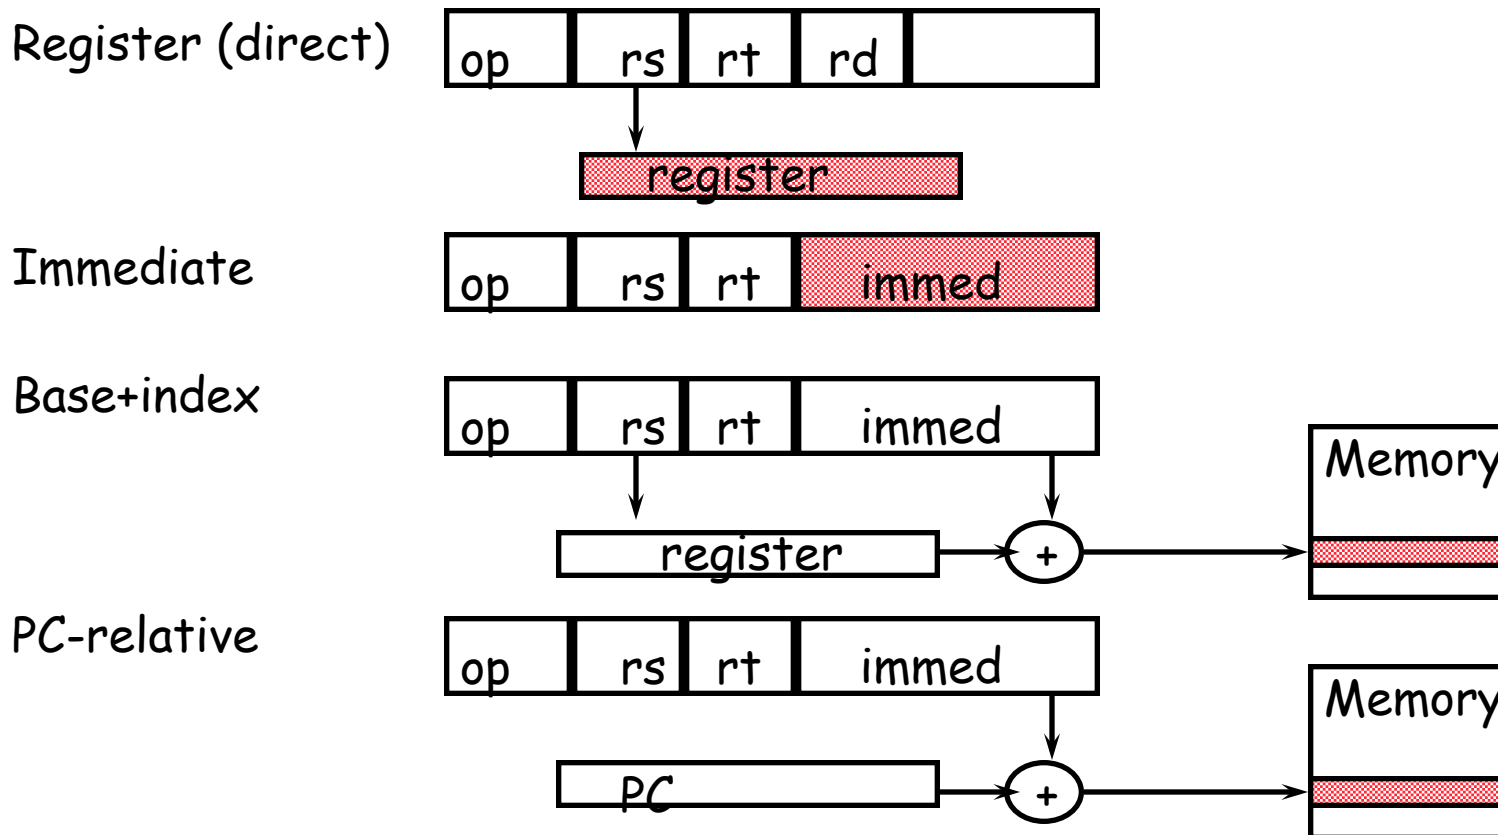 Register (direct)
op rs rt rd
register
Immediate
op rs rt immed
Base+index
op rs rt immed
Memory
register +
PC-relative
op rs rt immed
Memory
PC +